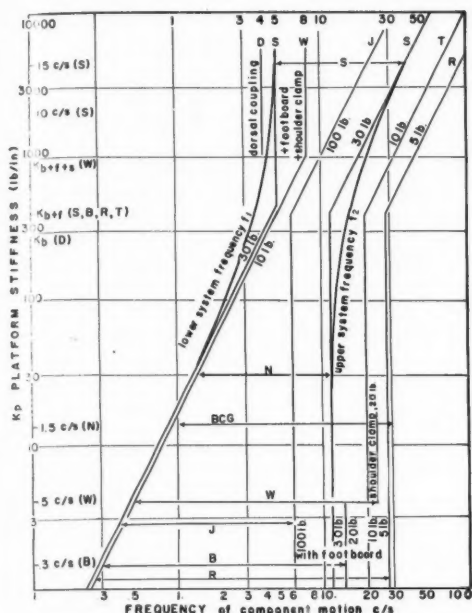 10000 1 3 4 5 8 10 30 50 100
D S W J S T R
15 c/s (S)
S
3000
10 c/s (S)
dorsal coupling
+footboard
+shoulder clamp
100 lb.
30 lb.
10 lb.
5 lb.
1000
Kb+f+s (W)
Kb+f (S,B,R,T)
300
Kb (D)
lower system frequency f1
30 lb.
10 lb.
upper system frequency f2
100
30
N
1.5 c/s (N)
BCG
10
shoulder clamp, 20 lb.
.5 c/s (W)
W
3
J
100 lb.
with footboard
30 lb.
20 lb.
10 lb.
5 lb.
.3 c/s (B)
B
R
.3 .5 1. 2 3 4 5 8 10 20 30 50 100
FREQUENCY of component motion c/s
Kp PLATFORM STIFFNESS (lb/in)